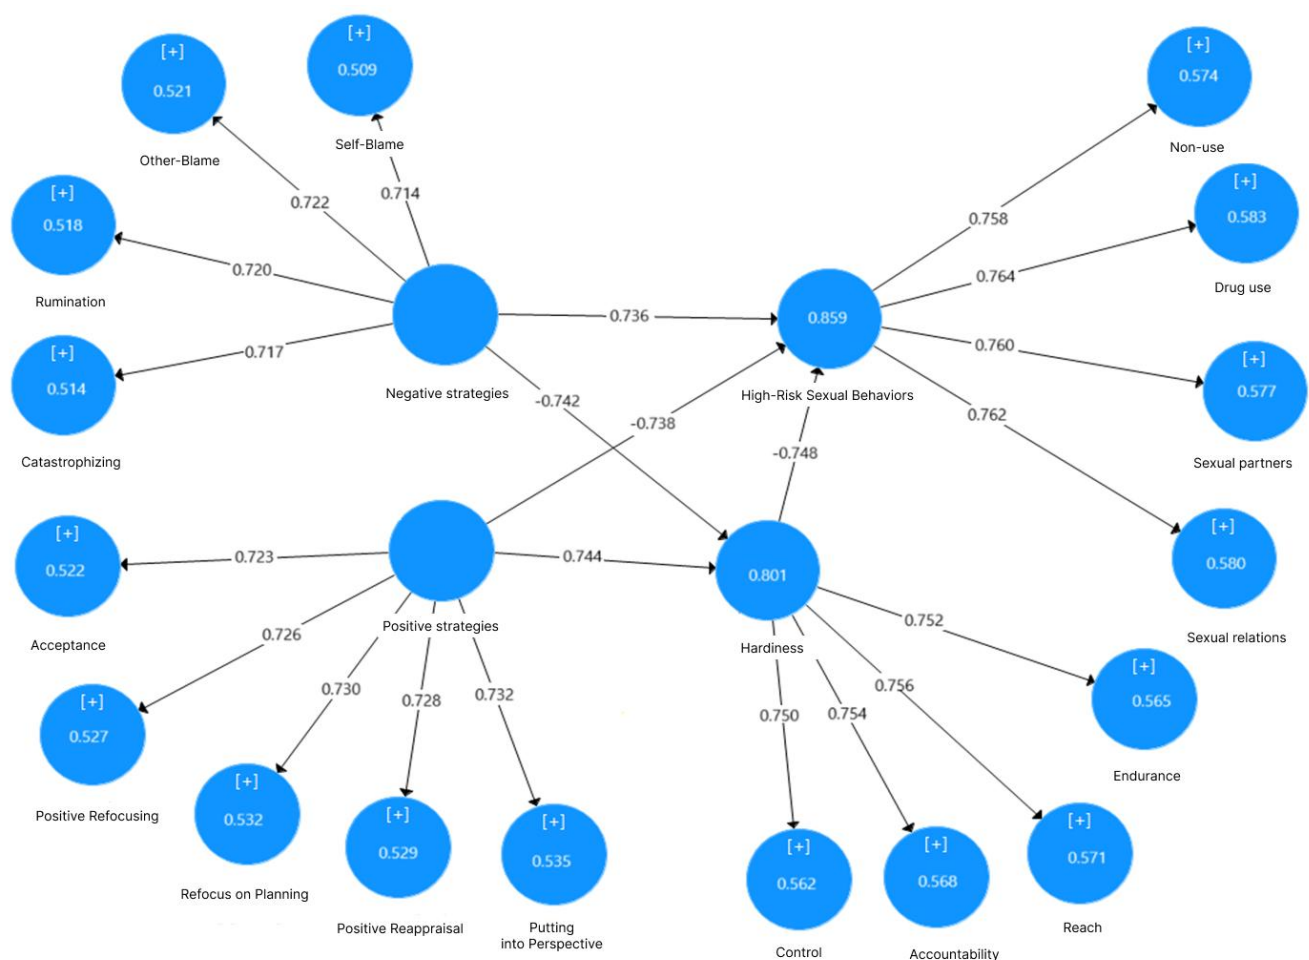 [+]
0.509
Self-Blame
[+]
0.521
Other-Blame
[+]
0.574
Non-use
[+]
0.518
Rumination
[+]
0.583
Drug use
0.714
0.722
0.720
0.717
0.758
0.764
0.760
0.762
0.736
0.859
High-Risk Sexual Behaviors
Negative strategies
[+]
0.514
Catastrophizing
[+]
0.577
Sexual partners
-0.742
-0.738
-0.748
[+]
0.522
Acceptance
0.723
0.744
0.801
Hardiness
[+]
0.580
Sexual relations
Positive strategies
0.726
0.730
0.728
0.732
0.752
0.756
0.750
0.754
[+]
0.565
Endurance
[+]
0.527
Positive Refocusing
[+]
0.532
Refocus on Planning
[+]
0.529
Positive Reappraisal
[+]
0.535
Putting
into Perspective
[+]
0.562
Control
[+]
0.568
Accountability
[+]
0.571
Reach